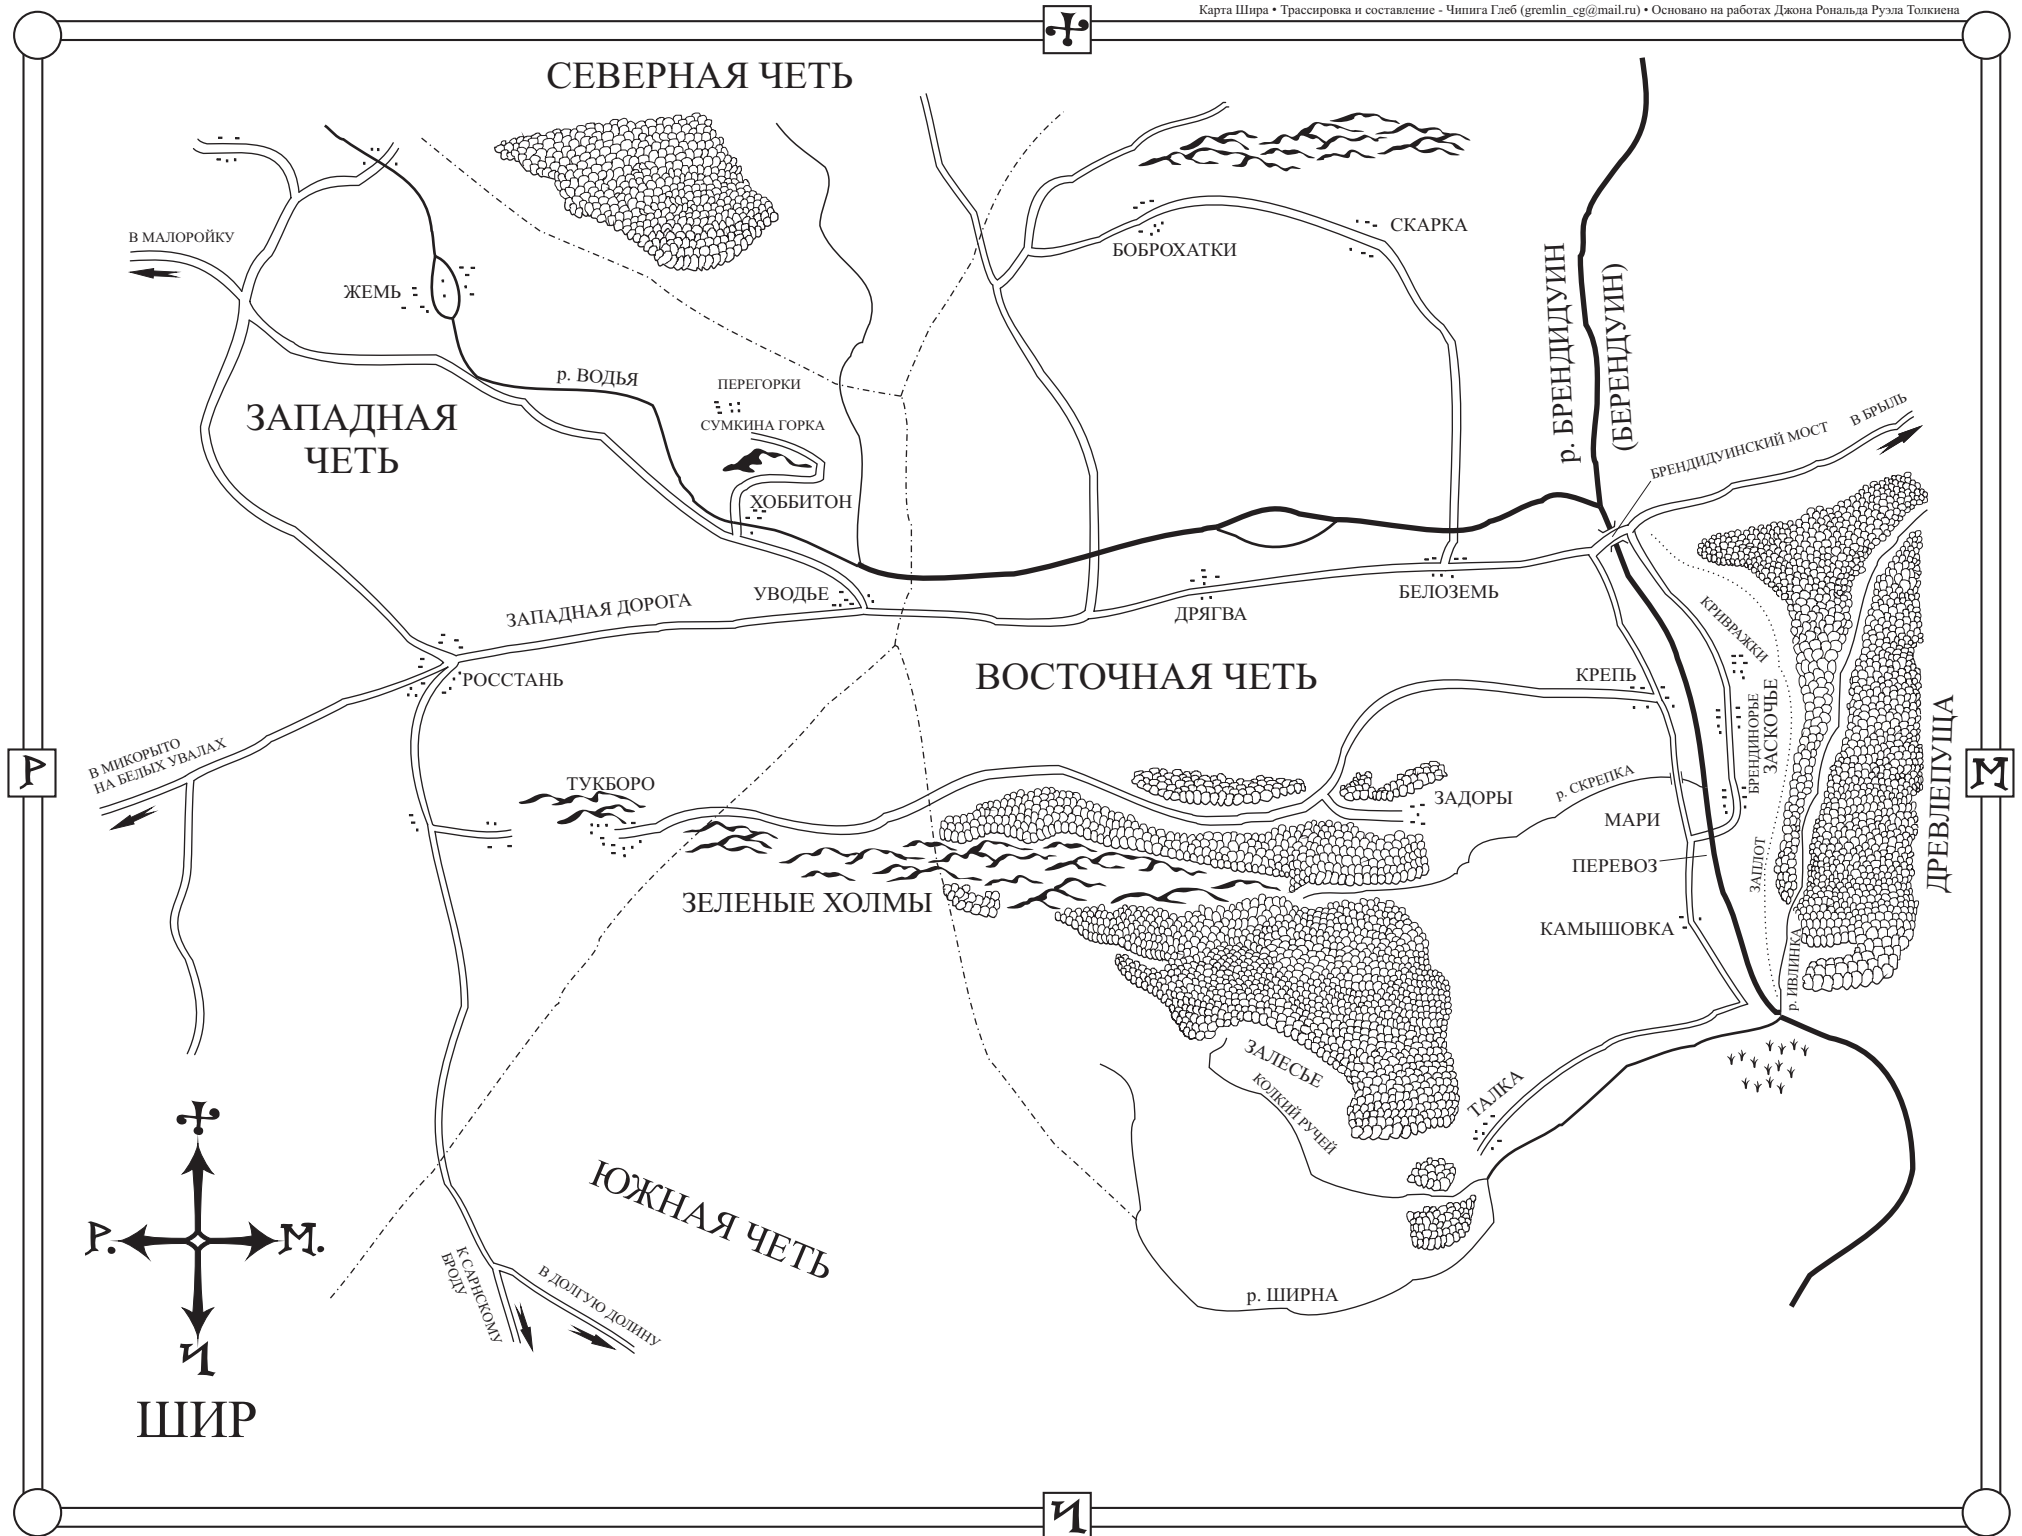 Карта Шира • Трассировка и составление - Чипига Глеб (gremlin_cg@mail.ru) • Основано на работах Джона Рональда Руэла Толкиена
СЕВЕРНАЯ ЧЕТЬ
В МАЛОРОЙКУ
ЖЕМЬ
БОБРОХАТКИ
СКАРКА
р. БРЕНДИДУИН
(БЕРЕНДУИН)
р. ВОДЬЯ
ПЕРЕГОРКИ
СУМКИНА ГОРКА
ХОББИТОН
ЗАПАДНАЯ
ЧЕТЬ
БРЕНДИДУИНСКИЙ МОСТ
В БРЫЛЬ
ЗАПАДНАЯ ДОРОГА
УВОДЬЕ
ДРЯГВА
БЕЛОЗЕМЬ
КРИВРАЖКИ
РОССТАНЬ
ВОСТОЧНАЯ ЧЕТЬ
КРЕПЬ
БРЕНДИНОРЬЕ
ЗАСКОЧЬЕ
ДРЕВЛЕПУЩА
В МИКОРЫТО
НА БЕЛЫХ УВАЛАХ
ТУКБОРО
ЗАДОРЫ
р. СКРЕПКА
МАРИ
ПЕРЕВОЗ
ЗАПЛОТ
ЗЕЛЕНЫЕ ХОЛМЫ
КАМЫШОВКА
р. ИВЛИНКА
ЗАЛЕСЬЕ
КОЛКИЙ РУЧЕЙ
ТАЛКА
ЮЖНАЯ ЧЕТЬ
К САРНСКОМУ
БРОДУ
В ДОЛГУЮ ДОЛИНУ
р. ШИРНА
ШИР